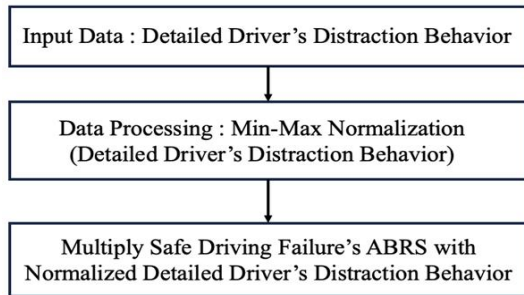 Input Data : Detailed Driver’s Distraction Behavior
Data Processing : Min-Max Normalization
(Detailed Driver’s Distraction Behavior)
Multiply Safe Driving Failure’s ABRS with
Normalized Detailed Driver’s Distraction Behavior